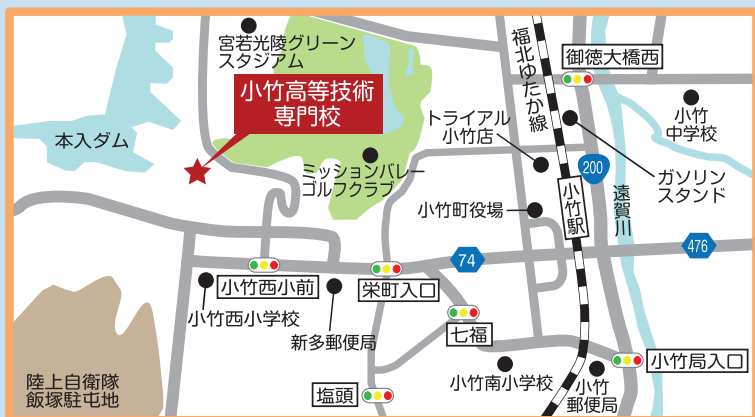 宮若光陵グリーン
スタジアム
小竹高等技術
専門校
本入ダム
ミッションバレー
ゴルフクラブ
福北ゆたか線
御徳大橋西
トライアル
小竹店
小竹
中学校
ガソリン
スタンド
200
小竹駅
遠賀川
小竹町役場
74
476
小竹西小前
栄町入口
小竹西小学校
新多郵便局
七福
小竹局入口
小竹南小学校
小竹
郵便局
塩頭
陸上自衛隊
飯塚駐屯地